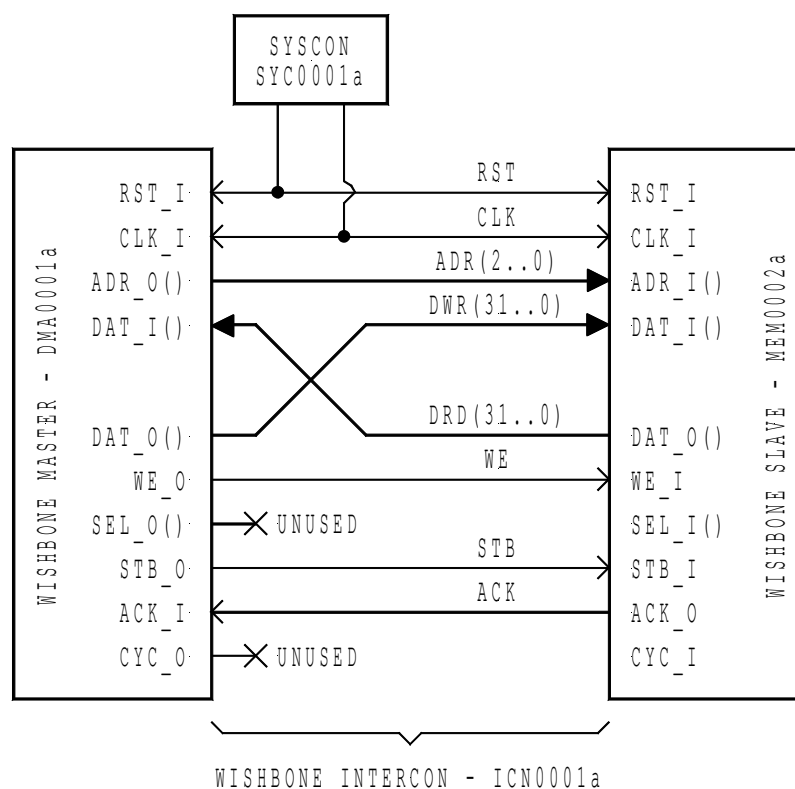 SYSCON
SYC0001a
WISHBONE MASTER - DMA0001a
RST_I
CLK_I
ADR_O()
DAT_I()
DAT_O()
WE_O
SEL_O()
STB_O
ACK_I
CYC_O
RST
CLK
ADR(2..0)
DWR(31..0)
DRD(31..0)
WE
UNUSED
STB
ACK
UNUSED
RST_I
CLK_I
ADR_I()
DAT_I()
DAT_O()
WE_I
SEL_I()
STB_I
ACK_O
CYC_I
WISHBONE SLAVE - MEM0002a
WISHBONE INTERCON - ICN0001a